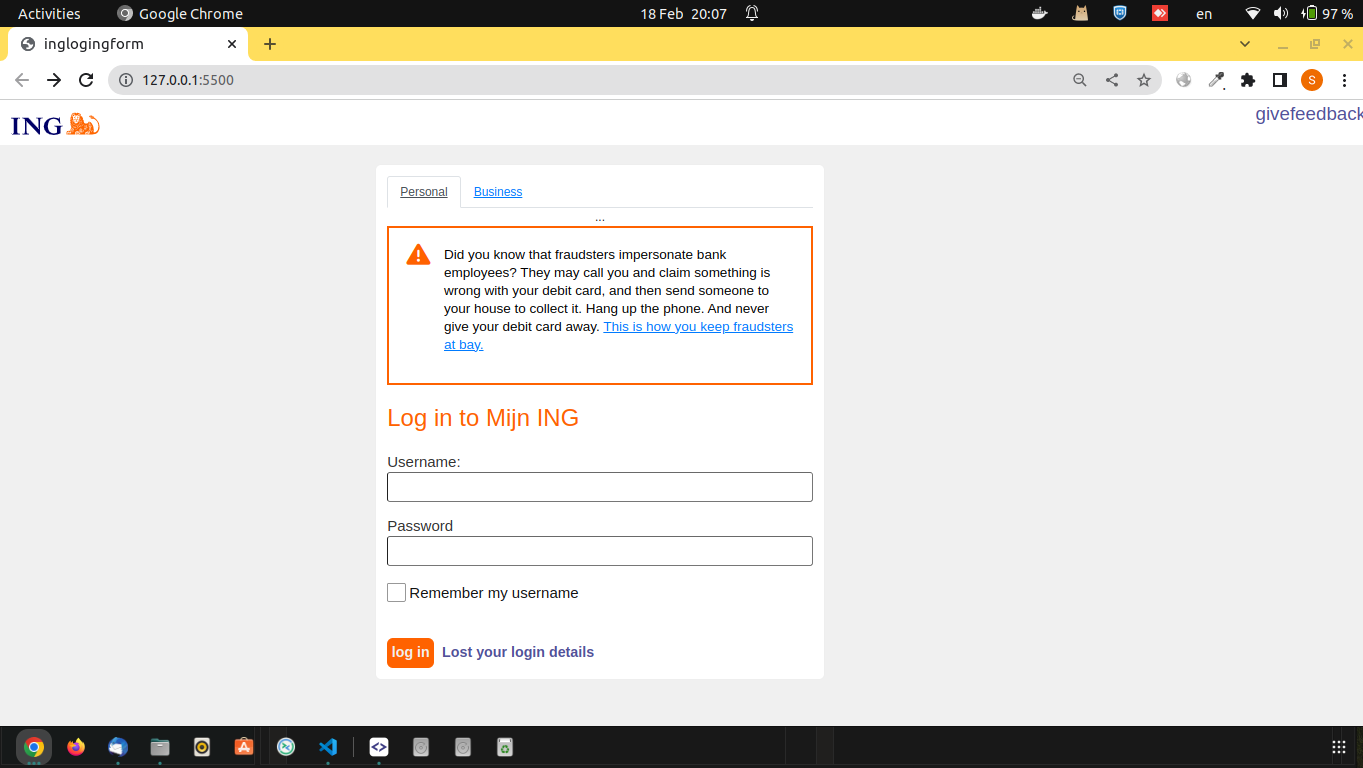 Activities Google Chrome 18 Feb 20:07 en 97 %
inglogingform
127.0.0.1:5500 S
ING givefeedback
Personal Business
...
Did you know that fraudsters impersonate bank
employees? They may call you and claim something is
wrong with your debit card, and then send someone to
your house to collect it. Hang up the phone. And never
give your debit card away. This is how you keep fraudsters
at bay.
Log in to Mijn ING
Username:
Password
Remember my username
log in Lost your login details